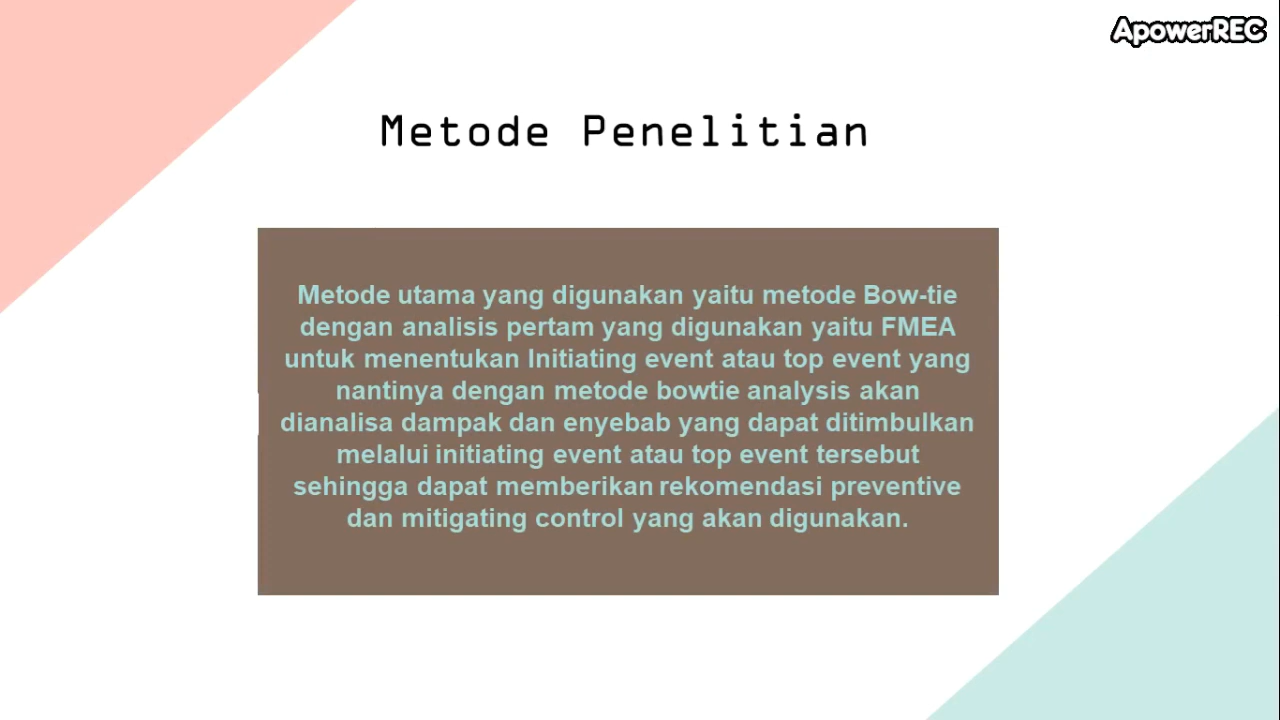 ApowerREC
Metode Penelitian
Metode utama yang digunakan yaitu metode Bow-tie
dengan analisis pertam yang digunakan yaitu FMEA
untuk menentukan Initiating event atau top event yang
nantinya dengan metode bowtie analysis akan
dianalisa dampak dan enyebab yang dapat ditimbulkan
melalui initiating event atau top event tersebut
sehingga dapat memberikan rekomendasi preventive
dan mitigating control yang akan digunakan.